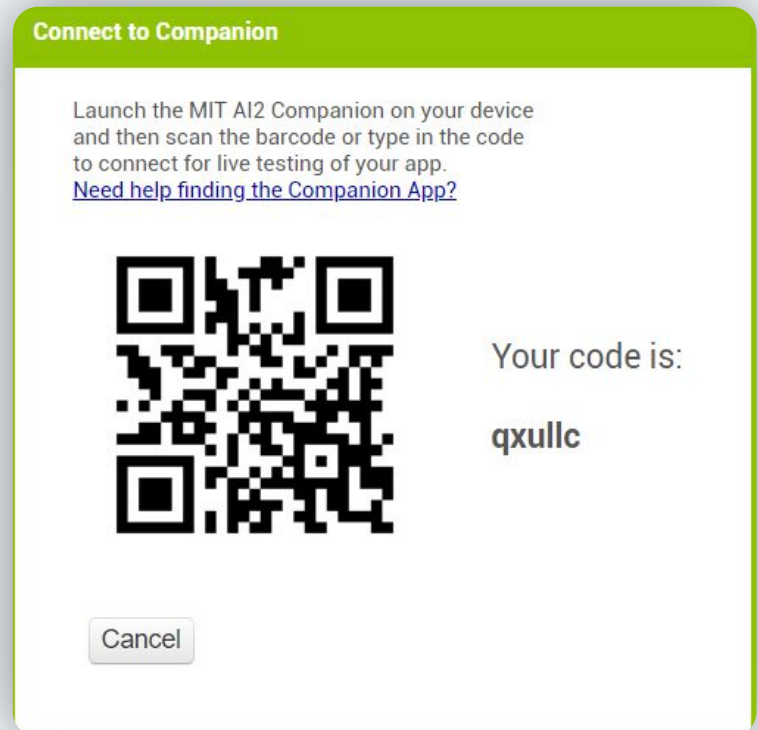 Connect to Companion
Launch the MIT AI2 Companion on your device
and then scan the barcode or type in the code
to connect for live testing of your app.
Need help finding the Companion App?
Your code is:
qxullc
Cancel